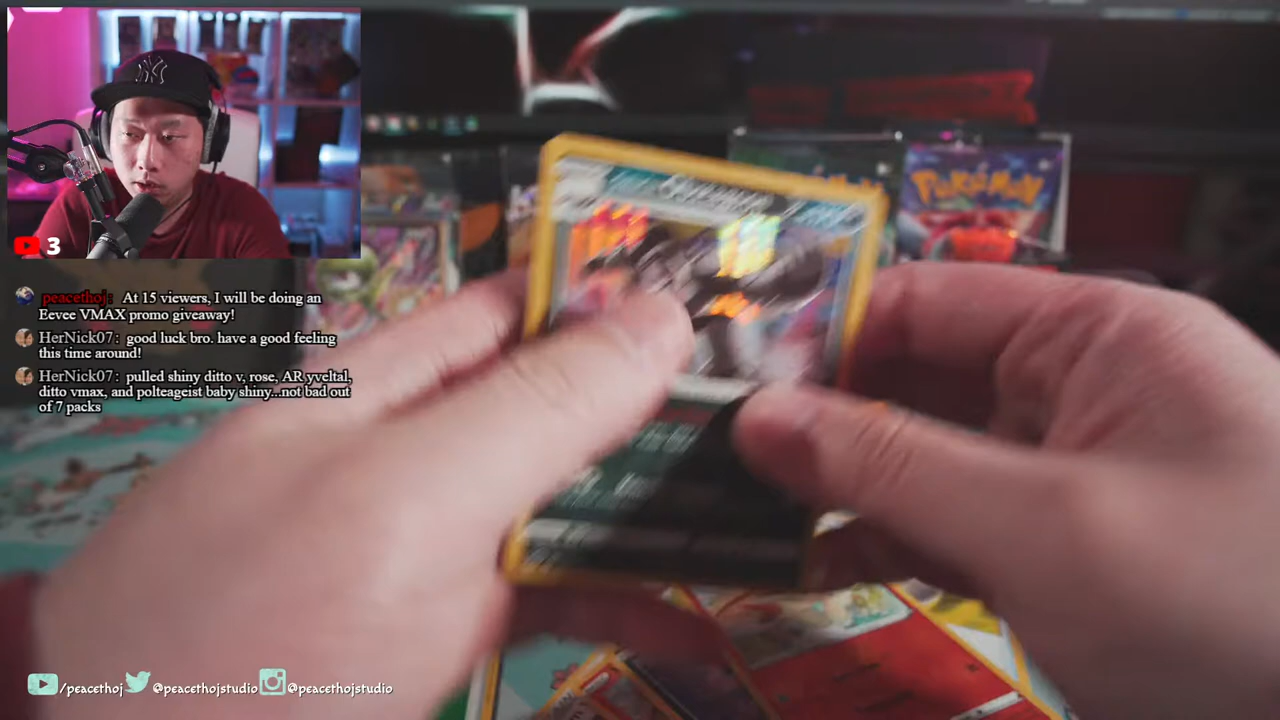 NY
3
peacethoj: At 15 viewers, I will be doing an
Eevee VMAX promo giveaway!
HerNick07: good luck bro. have a good feeling
this time around!
HerNick07: pulled shiny ditto v, rose, AR yveltal,
ditto vmax, and polteageist baby shiny...not bad out
of 7 packs
POKéMON
/peacethoj @peacethojstudio @peacethojstudio